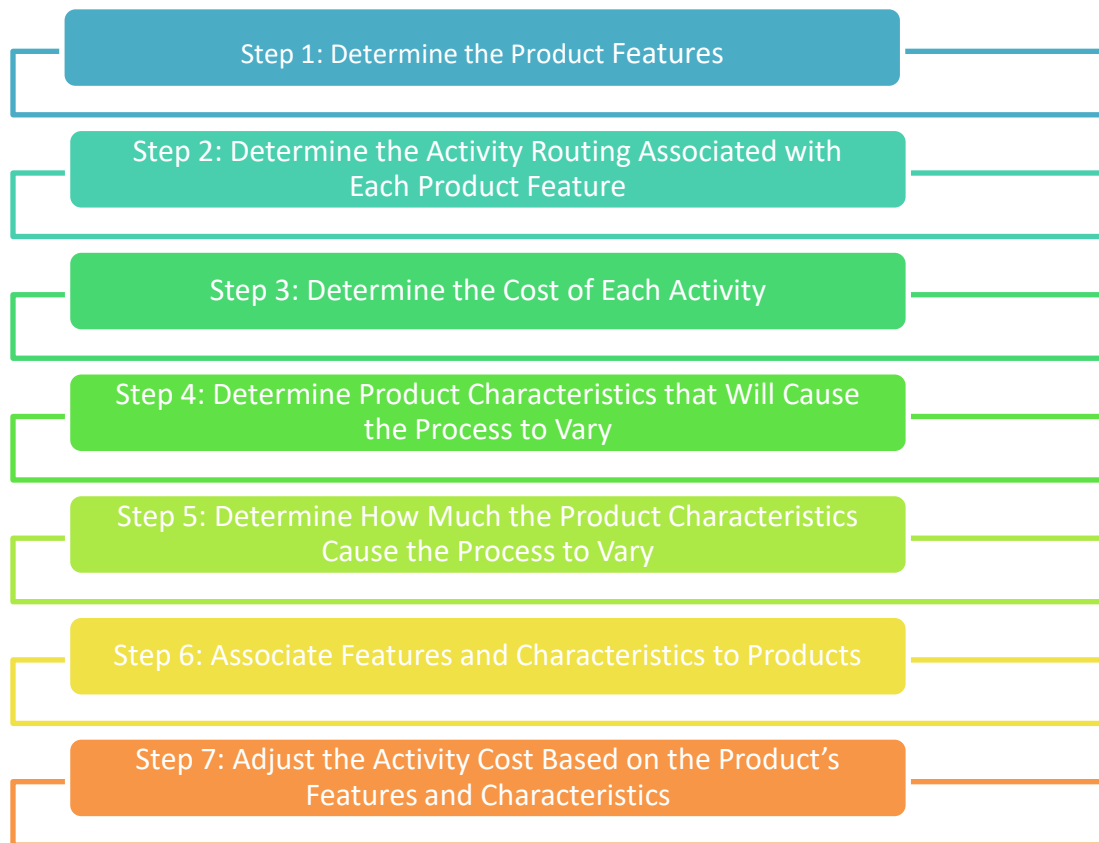 Step 1: Determine the Product Features
Step 2: Determine the Activity Routing Associated with
Each Product Feature
Step 3: Determine the Cost of Each Activity
Step 4: Determine Product Characteristics that Will Cause
the Process to Vary
Step 5: Determine How Much the Product Characteristics
Cause the Process to Vary
Step 6: Associate Features and Characteristics to Products
Step 7: Adjust the Activity Cost Based on the Product’s
Features and Characteristics